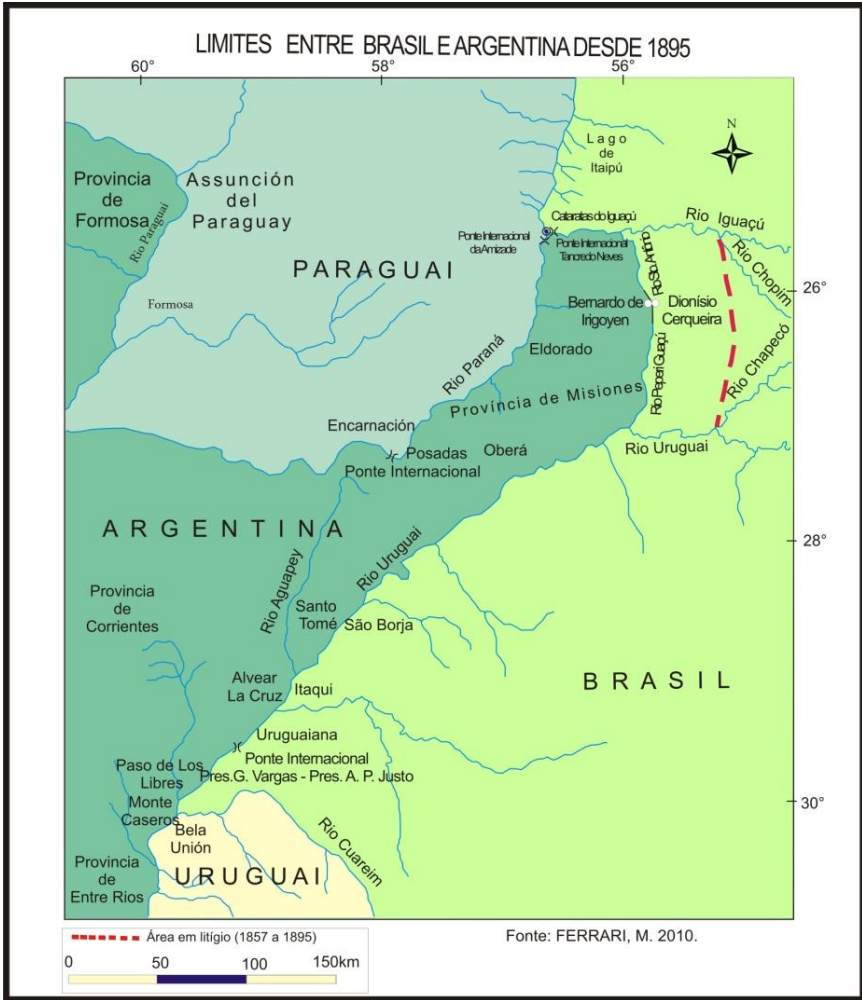 LIMITES ENTRE BRASIL E ARGENTINA DESDE 1895
60°
58°
56°
N
Lago
de
Itaipú
Provincia
de
Formosa
Assunción
del
Paraguay
Rio Paraguai
Cataratas do Iguaçú
Rio Iguaçú
Ponte Internacional
da Amizade
Ponte Internacional
Tancredo Neves
Rio Sto. Antônio
Rio Chopim
PARAGUAI
26°
Formosa
Bernardo de
Irigoyen
Dionísio
Cerqueira
Eldorado
Rio Paraná
Rio Peperi Guaçú
Rio Chapecó
Província de Misiones
Encarnación
Posadas
Ponte Internacional
Oberá
Rio Uruguai
ARGENTINA
28°
Rio Uruguai
Rio Aguapey
Provincia
de
Corrientes
Santo
Tomé
São Borja
Alvear
La Cruz
Itaqui
BRASIL
Uruguaiana
Ponte Internacional
Pres.G. Vargas - Pres. A. P. Justo
Paso de Los
Libres
Monte
Caseros
30°
Bela
Unión
Rio Cuareim
Provincia
de
Entre Rios
URUGUAI
Área em litígio (1857 a 1895)
0 50 100 150km
Fonte: FERRARI, M. 2010.